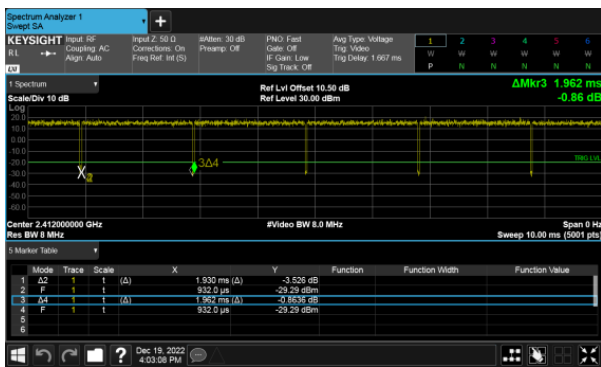 Spectrum Analyzer 1
Swept SA
KEYSIGHT Input: RF Input Z: 50 Ω #Atten: 30 dB PNO: Fast Avg Type: Voltage 1 2 3 4 5 6
RL Coupling: AC Corrections: On Preamp: Off Gate: Off Trig: Video W W W W W W
Align: Auto Freq Ref: Int (S) IF Gain: Low Trig Delay: 1.667 ms P N N N N N
LXI Sig Track: Off
1 Spectrum Ref Lvl Offset 10.50 dB ΔMkr3 1.962 ms
Scale/Div 10 dB Ref Level 30.00 dBm -0.86 dB
Log
20.0
10.0
0.00
-10.0
-20.0 3Δ4 TRIG LVL
-30.0 2
-40.0
-50.0
-60.0
Center 2.412000000 GHz #Video BW 8.0 MHz Span 0 Hz
Res BW 8 MHz Sweep 10.00 ms (5001 pts)
5 Marker Table
Mode Trace Scale X Y Function Function Width Function Value
1 Δ2 1 t (Δ) 1.930 ms (Δ) -3.526 dB
2 F 1 t 932.0 µs -29.29 dBm
3 Δ4 1 t (Δ) 1.962 ms (Δ) -0.8636 dB
4 F 1 t 932.0 µs -29.29 dBm
5
6
? Dec 19, 2022
4:03:08 PM